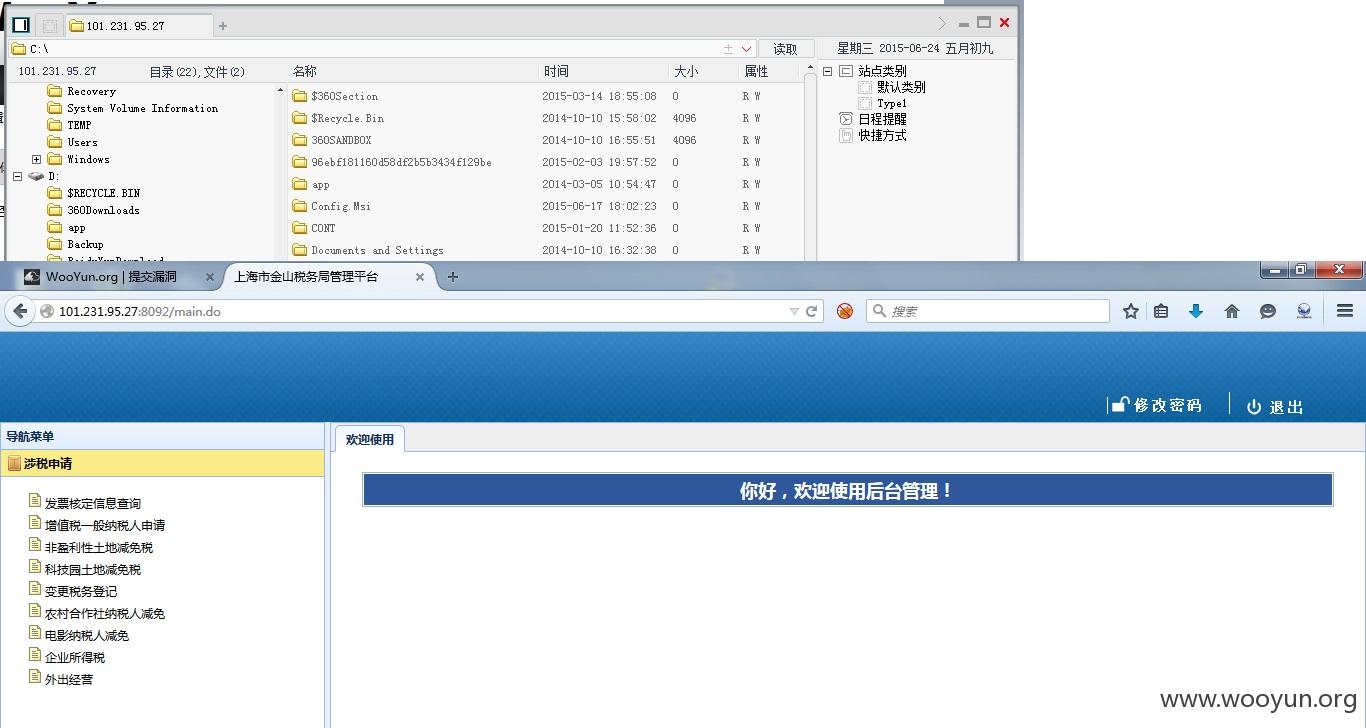 101.231.95.27
C:\
读取
星期三 2015-06-24 五月初九
101.231.95.27 目录(22),文件(2) 名称 时间 大小 属性
Recovery
System Volume Information
TEMP
Users
Windows
D:
$RECYCLE.BIN
360Downloads
app
Backup
$360Section 2015-03-14 18:55:08 0 R W
$Recycle.Bin 2014-10-10 15:58:02 4096 R W
360SANDBOX 2014-10-10 16:55:51 4096 R W
96ebf181160d58df2b5b3434f129be 2015-02-03 19:57:52 0 R W
app 2014-03-05 10:54:47 0 R W
Config.Msi 2015-06-17 18:02:23 0 R W
CONT 2015-01-20 11:52:36 0 R W
Documents and Settings 2014-10-10 16:32:38 0 R W
站点类别
默认类别
Type1
日程提醒
快捷方式
WooYun.org | 提交漏洞
上海市金山税务局管理平台
101.231.95.27:8092/main.do
搜索
修改密码
退出
导航菜单
涉税申请
发票核定信息查询
增值税一般纳税人申请
非盈利性土地减免税
科技园土地减免税
变更税务登记
农村合作社纳税人减免
电影纳税人减免
企业所得税
外出经营
欢迎使用
你好，欢迎使用后台管理！
www.wooyun.org